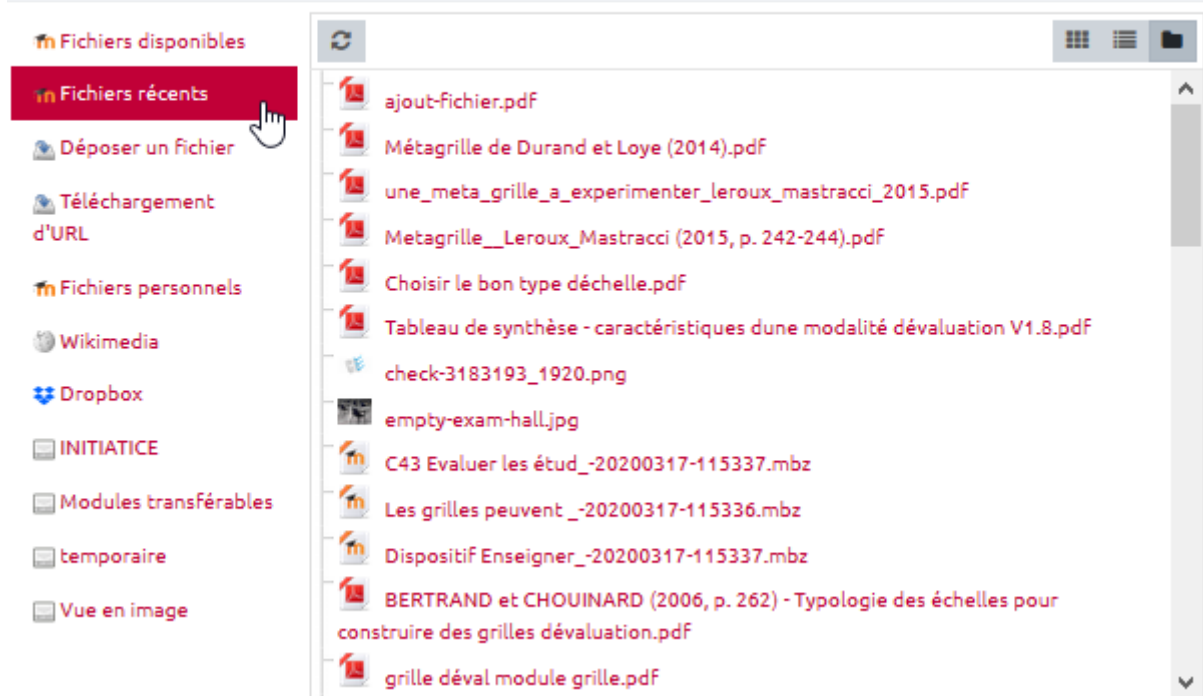 Fichiers disponibles
Fichiers récents
Déposer un fichier
Téléchargement
d'URL
Fichiers personnels
Wikimedia
Dropbox
INITIATICE
Modules transférables
temporaire
Vue en image
ajout-fichier.pdf
Métagrille de Durand et Loye (2014).pdf
une_meta_grille_a_experimenter_leroux_mastracci_2015.pdf
Metagrille__Leroux_Mastracci (2015, p. 242-244).pdf
Choisir le bon type déchelle.pdf
Tableau de synthèse - caractéristiques dune modalité dévaluation V1.8.pdf
check-3183193_1920.png
empty-exam-hall.jpg
C43 Evaluer les étud_-20200317-115337.mbz
Les grilles peuvent _-20200317-115336.mbz
Dispositif Enseigner_-20200317-115337.mbz
BERTRAND et CHOUINARD (2006, p. 262) - Typologie des échelles pour
construire des grilles dévaluation.pdf
grille déval module grille.pdf